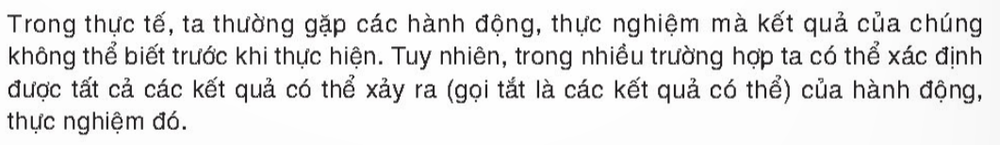 Trong thực tế, ta thường gặp các hành động, thực nghiệm mà kết quả của chúng
không thể biết trước khi thực hiện. Tuy nhiên, trong nhiều trường hợp ta có thể xác định
được tất cả các kết quả có thể xảy ra (gọi tắt là các kết quả có thể) của hành động,
thực nghiệm đó.